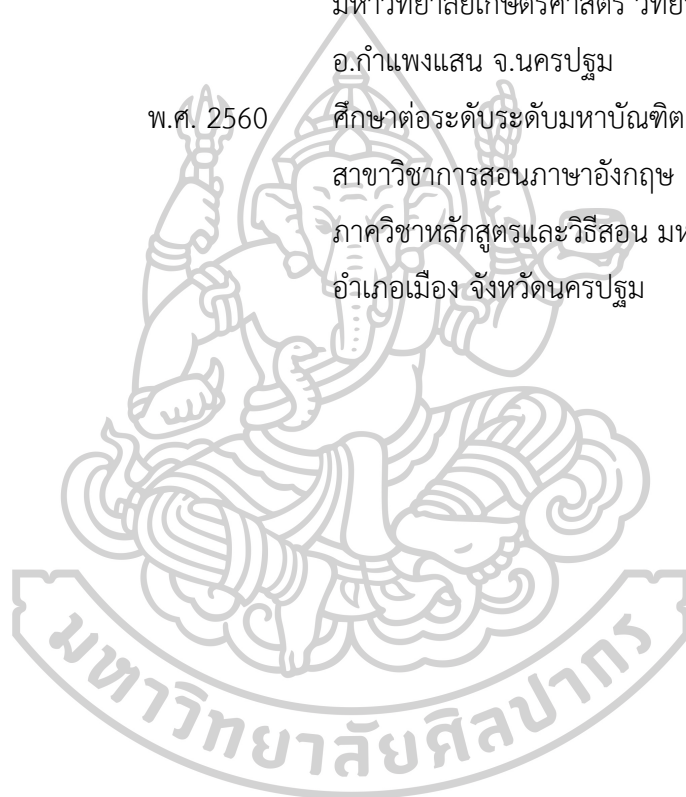 มหาวิทยาลัยเกษตรศาสตร์
อ.กำแพงแสน จ.นครปฐม
พ.ศ. 2560 ศึกษาต่อระดับระดับมหาบัณฑิต
สาขาวิชาการสอนภาษาอังกฤษ
ภาควิชาหลักสูตรและวิธีสอน
อำเภอเมือง จังหวัดนครปฐม
มหาวิทยาลัยศิลปากร